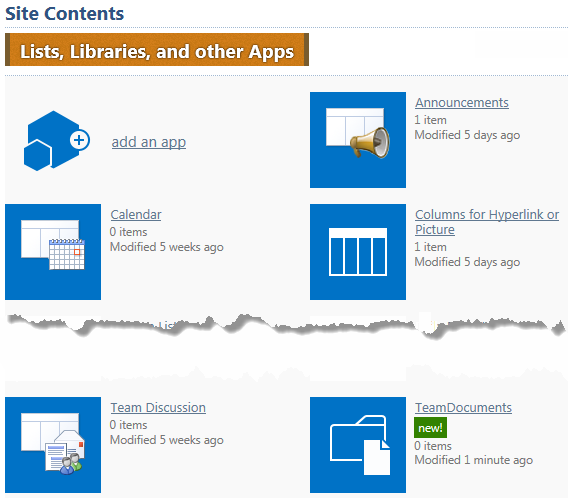 Site Contents
Lists, Libraries, and other Apps
add an app
Announcements
1 item
Modified 5 days ago
Calendar
0 items
Modified 5 weeks ago
Columns for Hyperlink or
Picture
1 item
Modified 5 days ago
Team Discussion
0 items
Modified 5 weeks ago
TeamDocuments
new!
0 items
Modified 1 minute ago